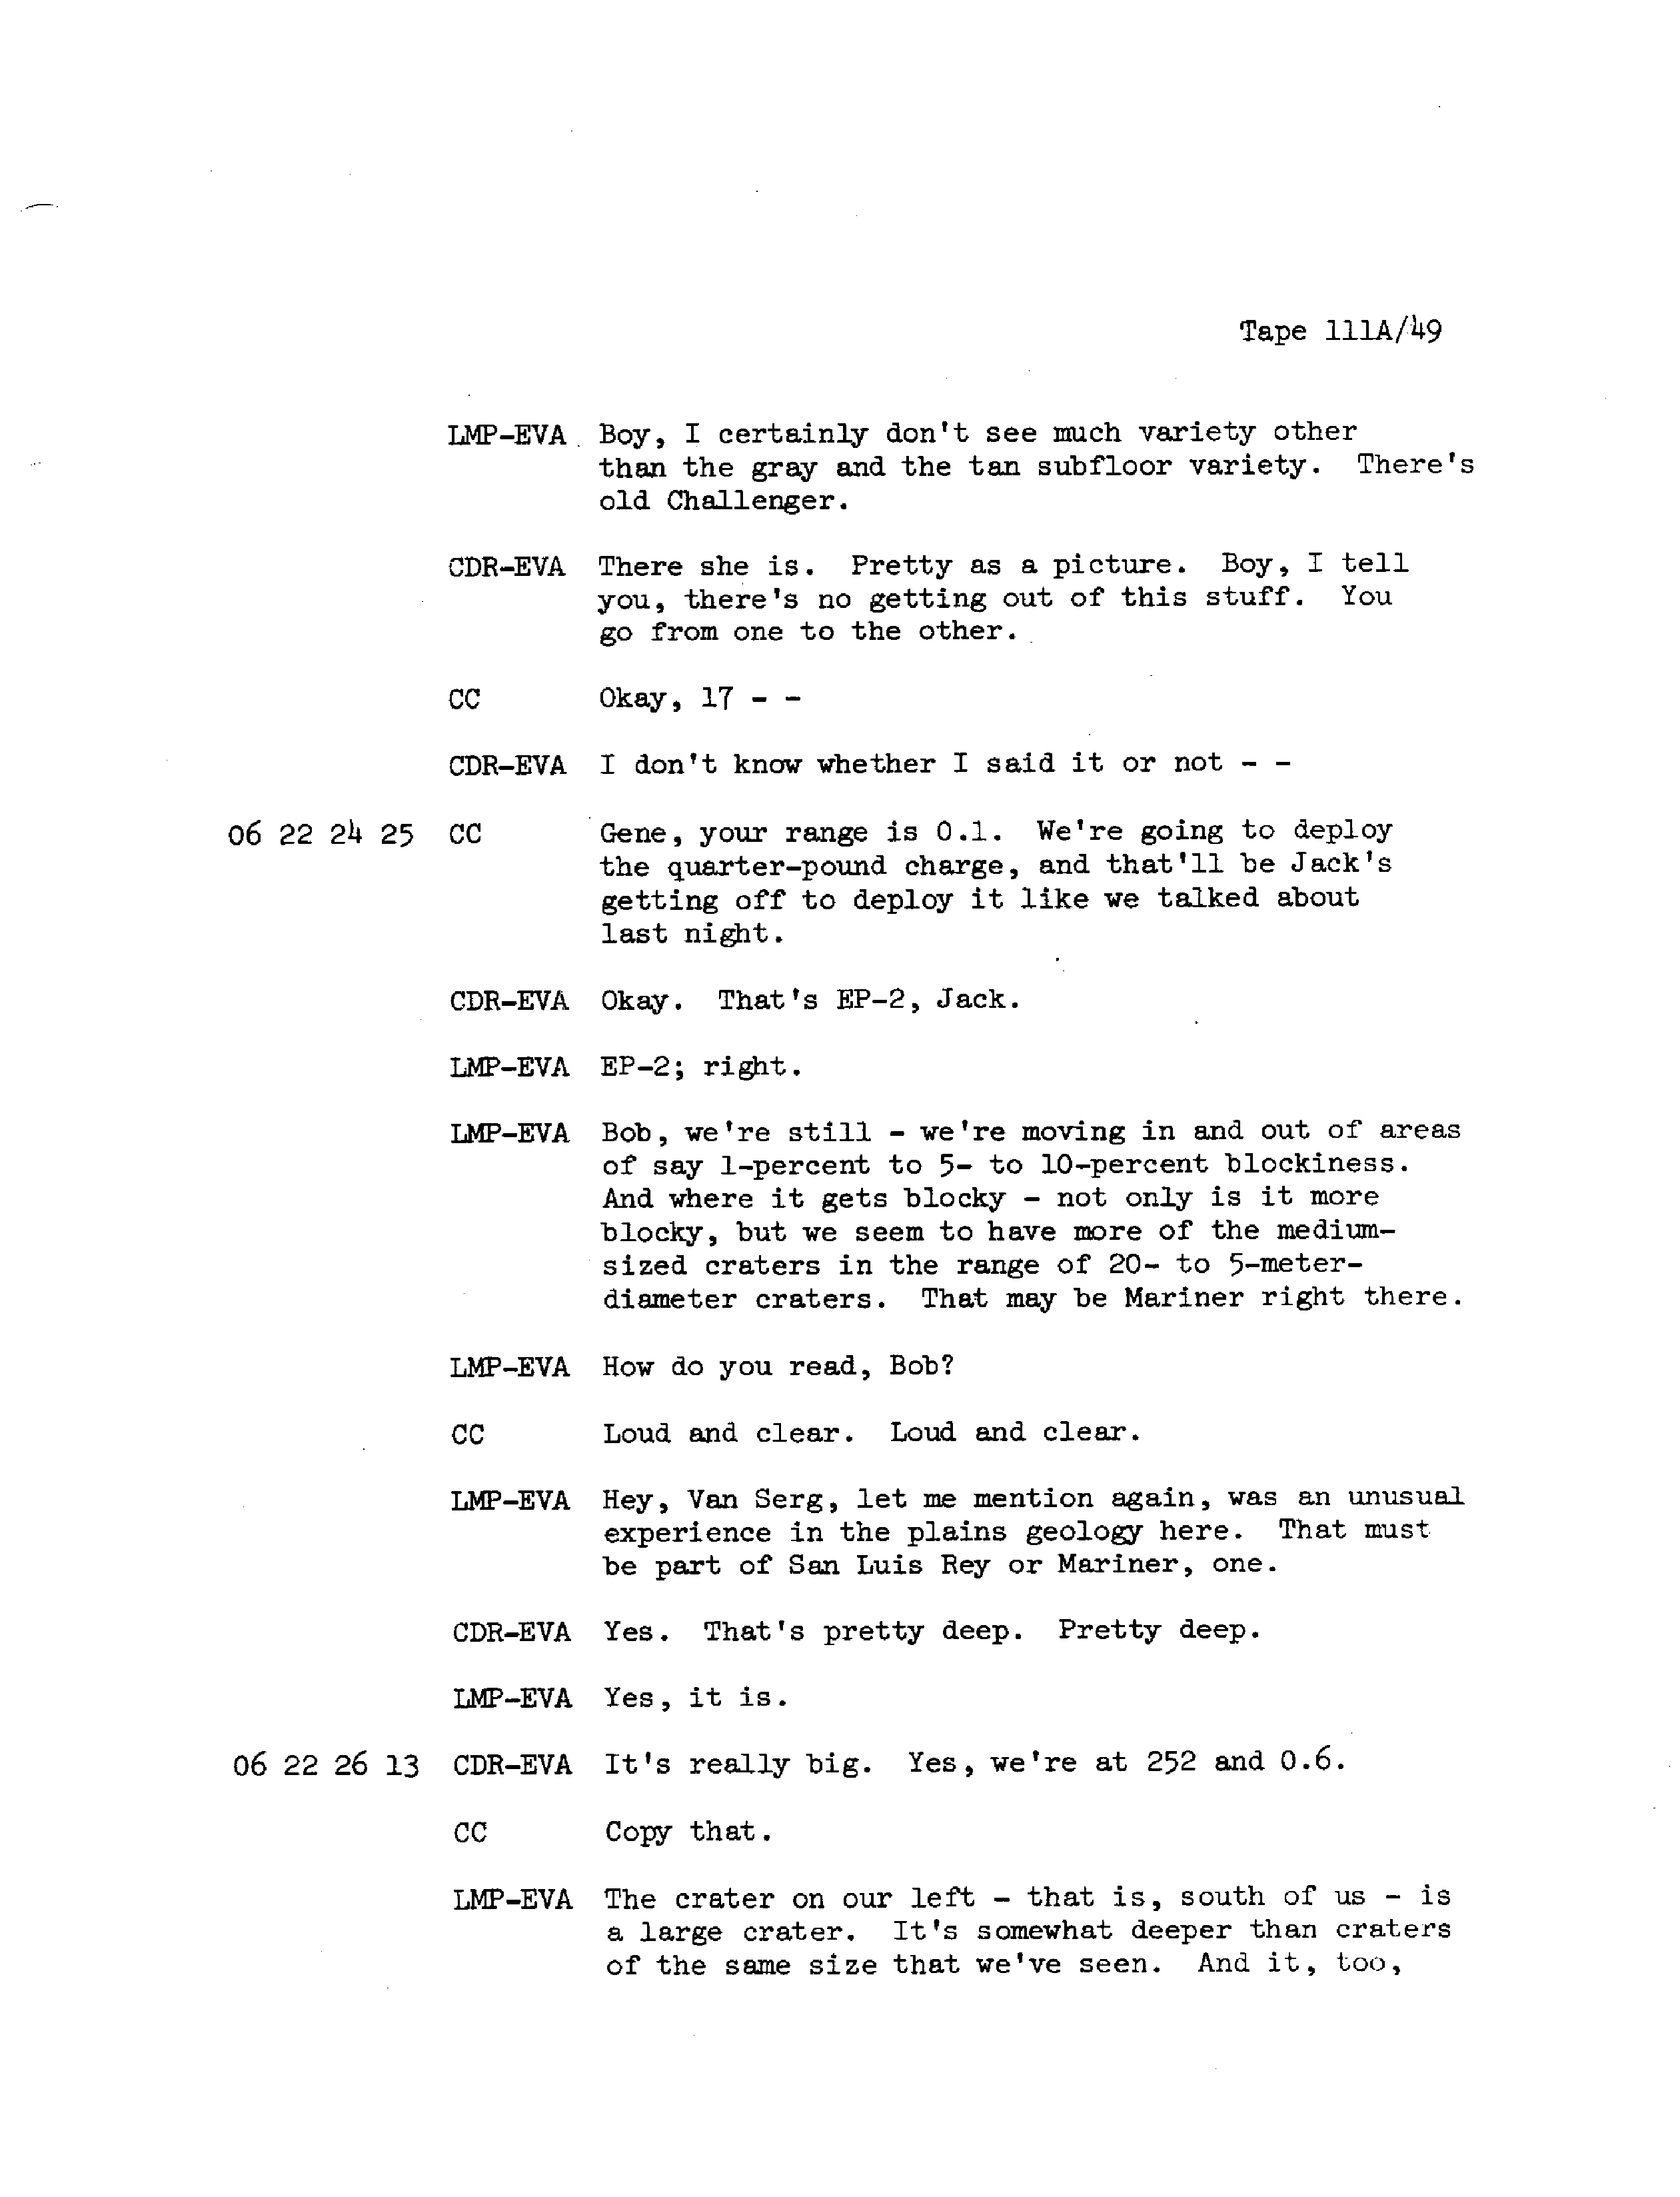 Tape 111A/49
LMP-EVA Boy, I certainly don't see much variety other
than the gray and the tan subfloor variety. There's
old Challenger.
CDR-EVA There she is. Pretty as a picture. Boy, I tell
you, there's no getting out of this stuff. You
go from one to the other.
CC Okay, 17 - -
CDR-EVA I don't know whether I said it or not - -
06 22 24 25 CC Gene, your range is 0.1. We're going to deploy
the quarter-pound charge, and that'll be Jack's
getting off to deploy it like we talked about
last night.
CDR-EVA Okay. That's EP-2, Jack.
LMP-EVA EP-2; right.
LMP-EVA Bob, we're still - we're moving in and out of areas
of say 1-percent to 5- to 10-percent blockiness.
And where it gets blocky - not only is it more
blocky, but we seem to have more of the medium-
sized craters in the range of 20- to 5-meter-
diameter craters. That may be Mariner right there.
LMP-EVA How do you read, Bob?
CC Loud and clear. Loud and clear.
LMP-EVA Hey, Van Serg, let me mention again, was an unusual
experience in the plains geology here. That must
be part of San Luis Rey or Mariner, one.
CDR-EVA Yes. That's pretty deep. Pretty deep.
LMP-EVA Yes, it is.
06 22 26 13 CDR-EVA It's really big. Yes, we're at 252 and 0.6.
CC Copy that.
LMP-EVA The crater on our left - that is, south of us - is
a large crater. It's somewhat deeper than craters
of the same size that we've seen. And it, too,